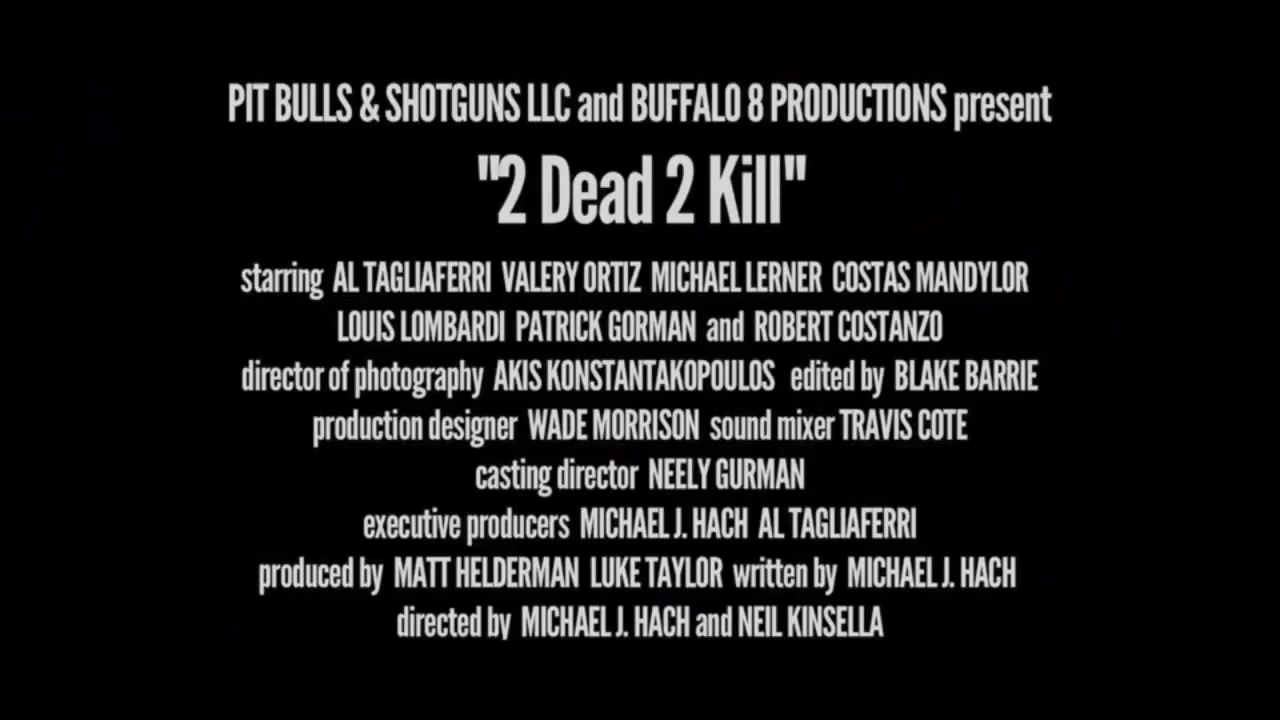 PIT BULLS & SHOTGUNS LLC and BUFFALO 8 PRODUCTIONS present
"2 Dead 2 Kill"
starring AL TAGLIAFERRI VALERY ORTIZ MICHAEL LERNER COSTAS MANDYLOR
LOUIS LOMBARDI PATRICK GORMAN and ROBERT COSTANZO
director of photography AKIS KONSTANTAKOPOULOS edited by BLAKE BARRIE
production designer WADE MORRISON sound mixer TRAVIS COTE
casting director NEELY GURMAN
executive producers MICHAEL J. HACH AL TAGLIAFERRI
produced by MATT HELDERMAN LUKE TAYLOR written by MICHAEL J. HACH
directed by MICHAEL J. HACH and NEIL KINSELLA